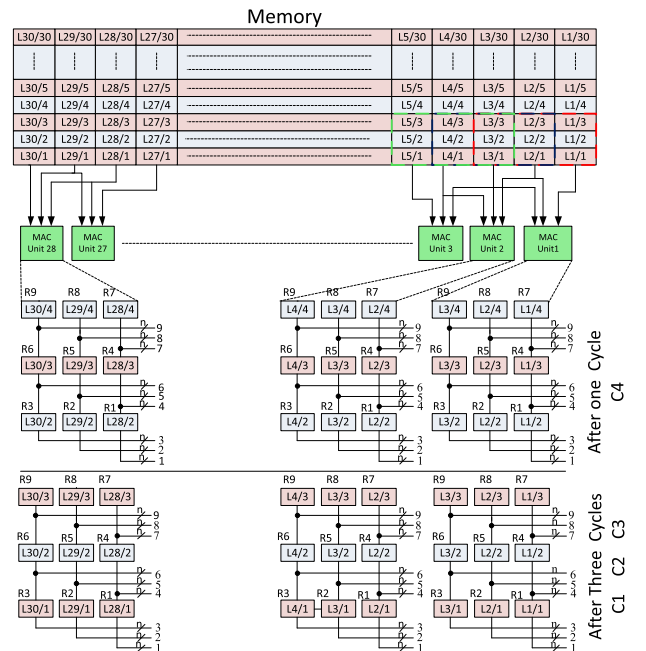 Memory
L30/30 L29/30 L28/30 L27/30 L5/30 L4/30 L3/30 L2/30 L1/30
L30/5 L29/5 L28/5 L27/5 L5/5 L4/5 L3/5 L2/5 L1/5
L30/4 L29/4 L28/4 L27/4 L5/4 L4/4 L3/4 L2/4 L1/4
L30/3 L29/3 L28/3 L27/3 L5/3 L4/3 L3/3 L2/3 L1/3
L30/2 L29/2 L28/2 L27/2 L5/2 L4/2 L3/2 L2/2 L1/2
L30/1 L29/1 L28/1 L27/1 L5/1 L4/1 L3/1 L2/1 L1/1
MAC Unit 28
MAC Unit 27
MAC Unit 3
MAC Unit 2
MAC Unit1
R9 R8 R7 R9 R8 R7 R9 R8 R7
L30/4 L29/4 L28/4 L4/4 L3/4 L2/4 L3/4 L2/4 L1/4
n 9 n 9 n 9
n 8 n 8 n 8
n 7 n 7 n 7
R6 R5 R4 R6 R5 R4 R6 R5 R4
L30/3 L29/3 L28/3 L4/3 L3/3 L2/3 L3/3 L2/3 L1/3
n 6 n 6 n 6
n 5 n 5 n 5
n 4 n 4 n 4
R3 R2 R1 R3 R2 R1 R3 R2 R1
L30/2 L29/2 L28/2 L4/2 L3/2 L2/2 L3/2 L2/2 L1/2
n 3 n 3 n 3
n 2 n 2 n 2
n 1 n 1 n 1
After one Cycle
C4
R9 R8 R7 R9 R8 R7 R9 R8 R7
L30/3 L29/3 L28/3 L4/3 L3/3 L2/3 L3/3 L2/3 L1/3
n 9 n 9 n 9
n 8 n 8 n 8
n 7 n 7 n 7
R6 R5 R4 R6 R5 R4 R6 R5 R4
L30/2 L29/2 L28/2 L4/2 L3/2 L2/2 L3/2 L2/2 L1/2
n 6 n 6 n 6
n 5 n 5 n 5
n 4 n 4 n 4
R3 R2 R1 R3 R2 R1 R3 R2 R1
L30/1 L29/1 L28/1 L4/1 L3/1 L2/1 L3/1 L2/1 L1/1
n 3 n 3 n 3
n 2 n 2 n 2
n 1 n 1 n 1
After Three Cycles
C1 C2 C3